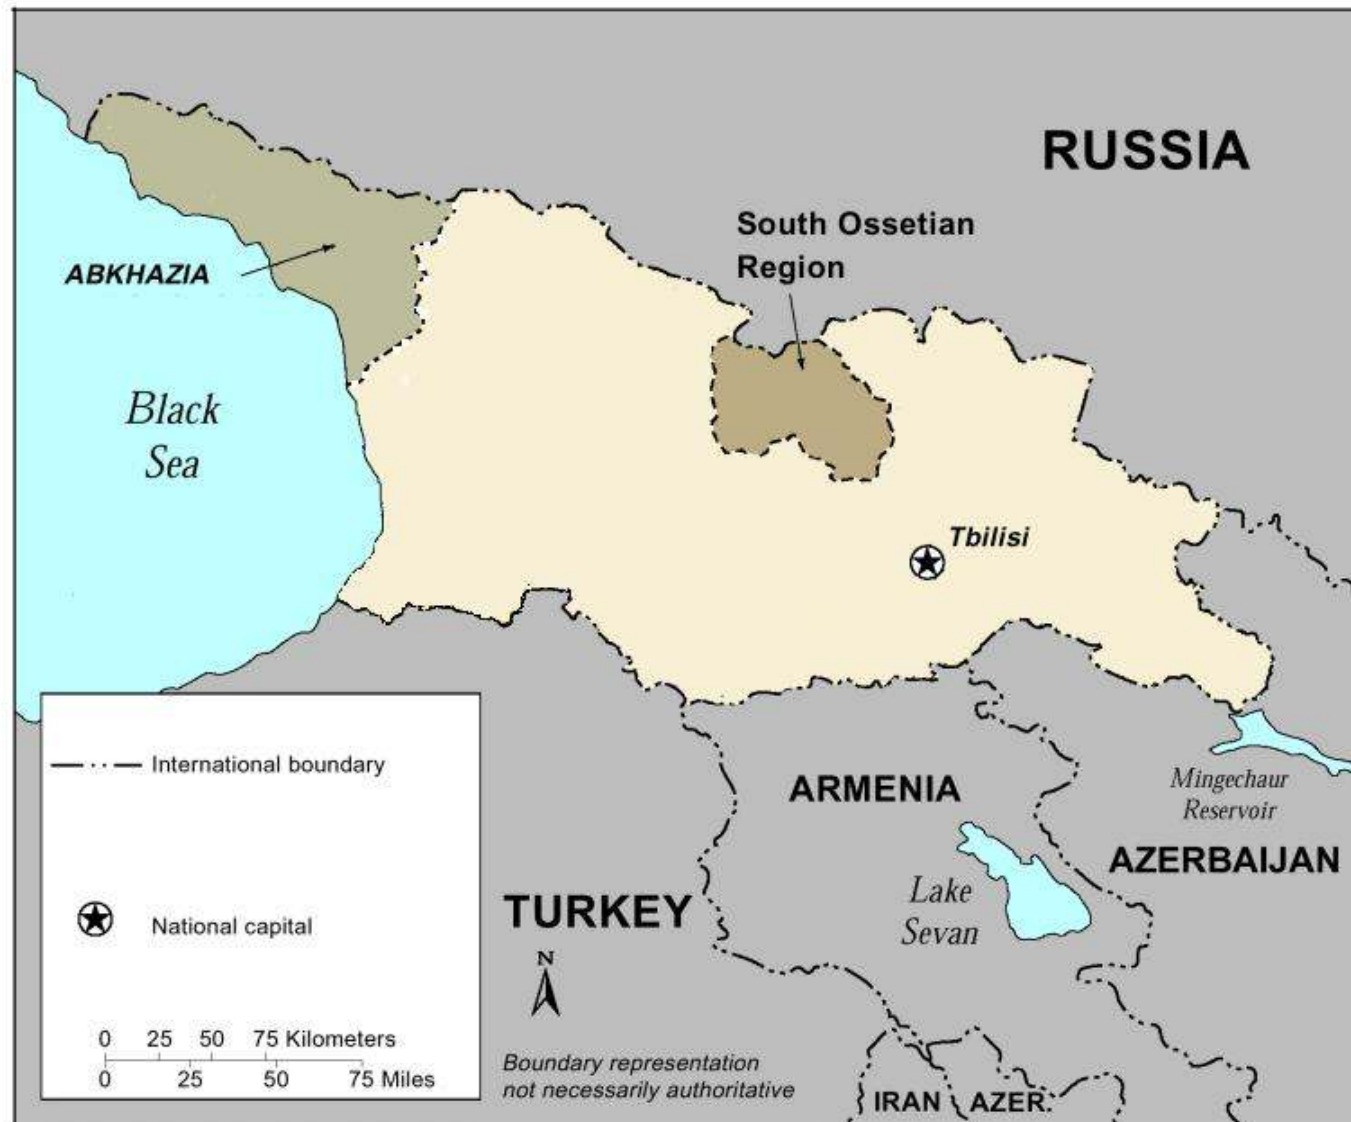 RUSSIA
South Ossetian
Region
ABKHAZIA
Black
Sea
Tbilisi
Mingechaur
Reservoir
ARMENIA
AZERBAIJAN
Lake
Sevan
TURKEY
N
International boundary
National capital
0 25 50 75 Kilometers
0 25 50 75 Miles
Boundary representation
not necessarily authoritative
IRAN
AZER.